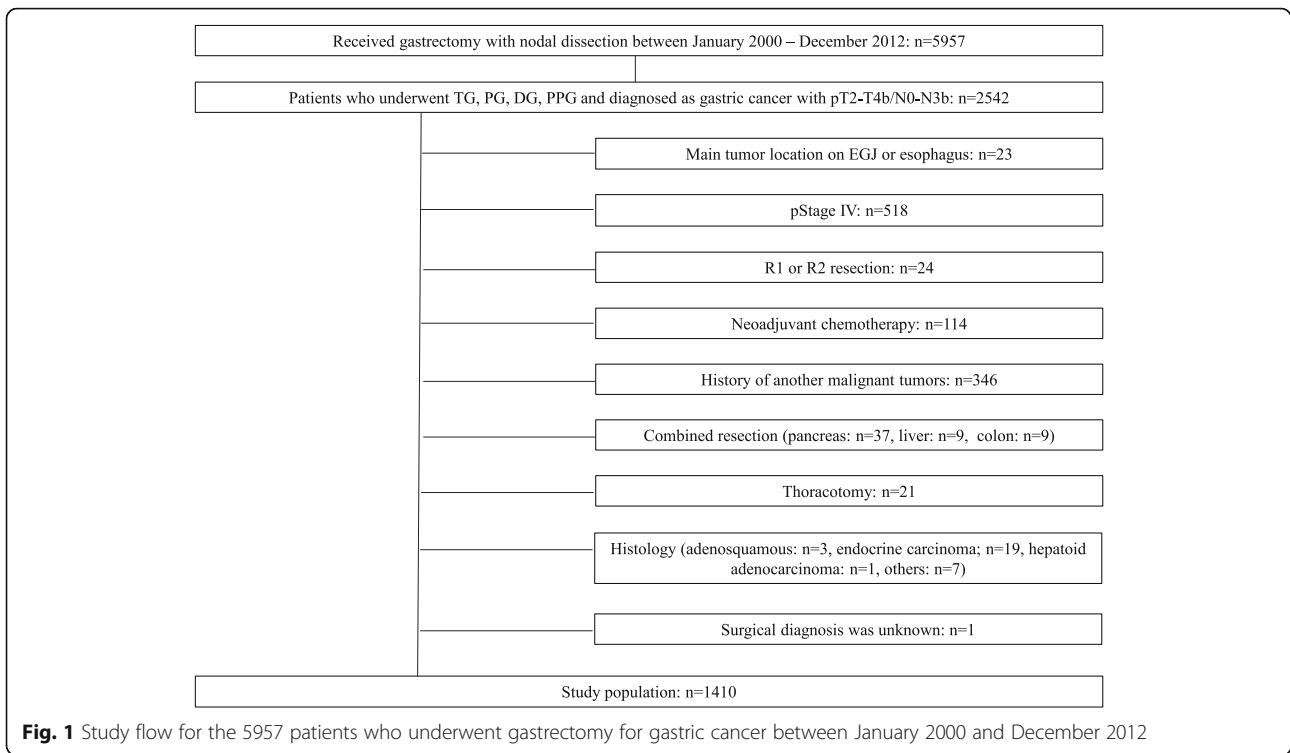 Received gastrectomy with nodal dissection between January 2000 – December 2012: n=5957
Patients who underwent TG, PG, DG, PPG and diagnosed as gastric cancer with pT2-T4b/N0-N3b: n=2542
Main tumor location on EGJ or esophagus: n=23
pStage IV: n=518
R1 or R2 resection: n=24
Neoadjuvant chemotherapy: n=114
History of another malignant tumors: n=346
Combined resection (pancreas: n=37, liver: n=9, colon: n=9)
Thoracotomy: n=21
Histology (adenosquamous: n=3, endocrine carcinoma; n=19, hepatoid
adenocarcinoma: n=1, others: n=7)
Surgical diagnosis was unknown: n=1
Study population: n=1410
Fig. 1 Study flow for the 5957 patients who underwent gastrectomy for gastric cancer between January 2000 and December 2012